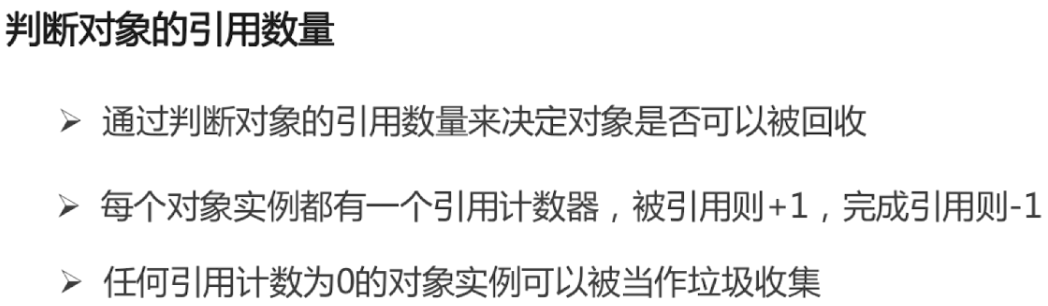 判断对象的引用数量
通过判断对象的引用数量来决定对象是否可以被回收
每个对象实例都有一个引用计数器，被引用则+1，完成引用则-1
任何引用计数为0的对象实例可以被当作垃圾收集